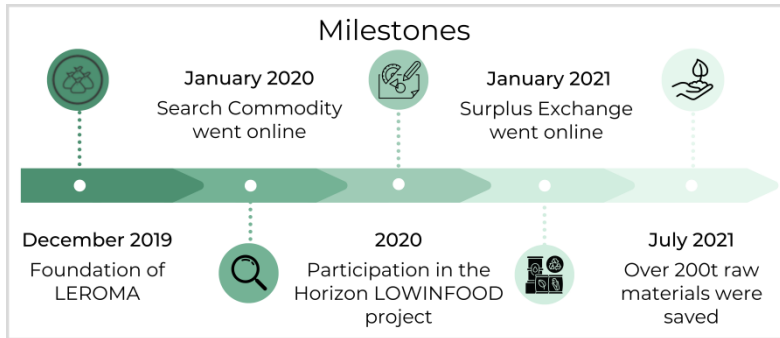 Milestones
December 2019
Foundation of
LEROMA
January 2020
Search Commodity
went online
2020
Participation in the
Horizon LOWINFOOD
project
January 2021
Surplus Exchange
went online
July 2021
Over 200t raw
materials were
saved